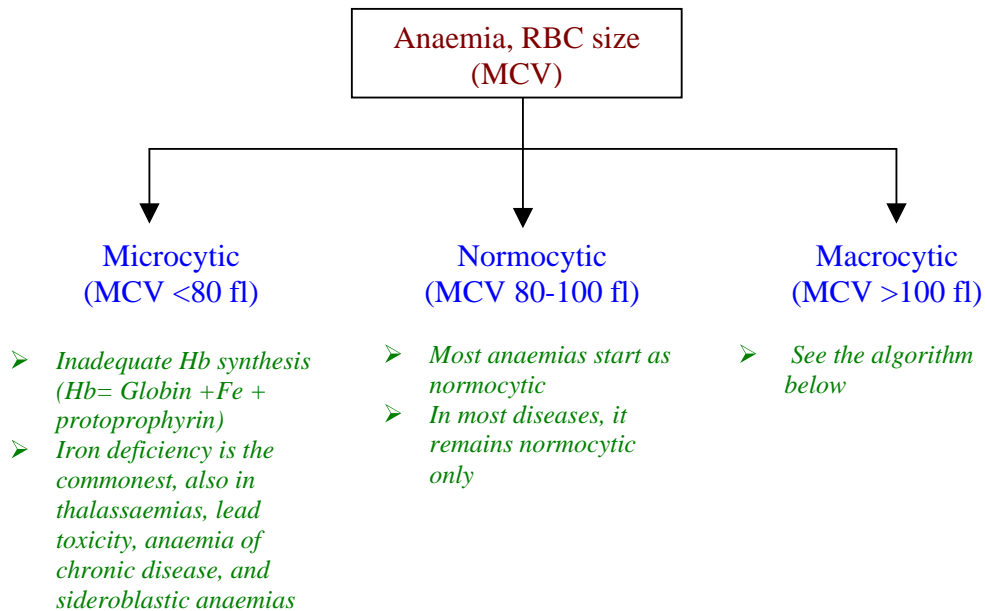 Anaemia, RBC size
(MCV)
Microcytic
(MCV <80 fl)
➢ Inadequate Hb synthesis
(Hb= Globin +Fe +
protoprophyrin)
➢ Iron deficiency is the
commonest, also in
thalassaemias, lead
toxicity, anaemia of
chronic disease, and
sideroblastic anaemias
Normocytic
(MCV 80-100 fl)
➢ Most anaemias start as
normocytic
➢ In most diseases, it
remains normocytic
only
Macrocytic
(MCV >100 fl)
➢ See the algorithm
below